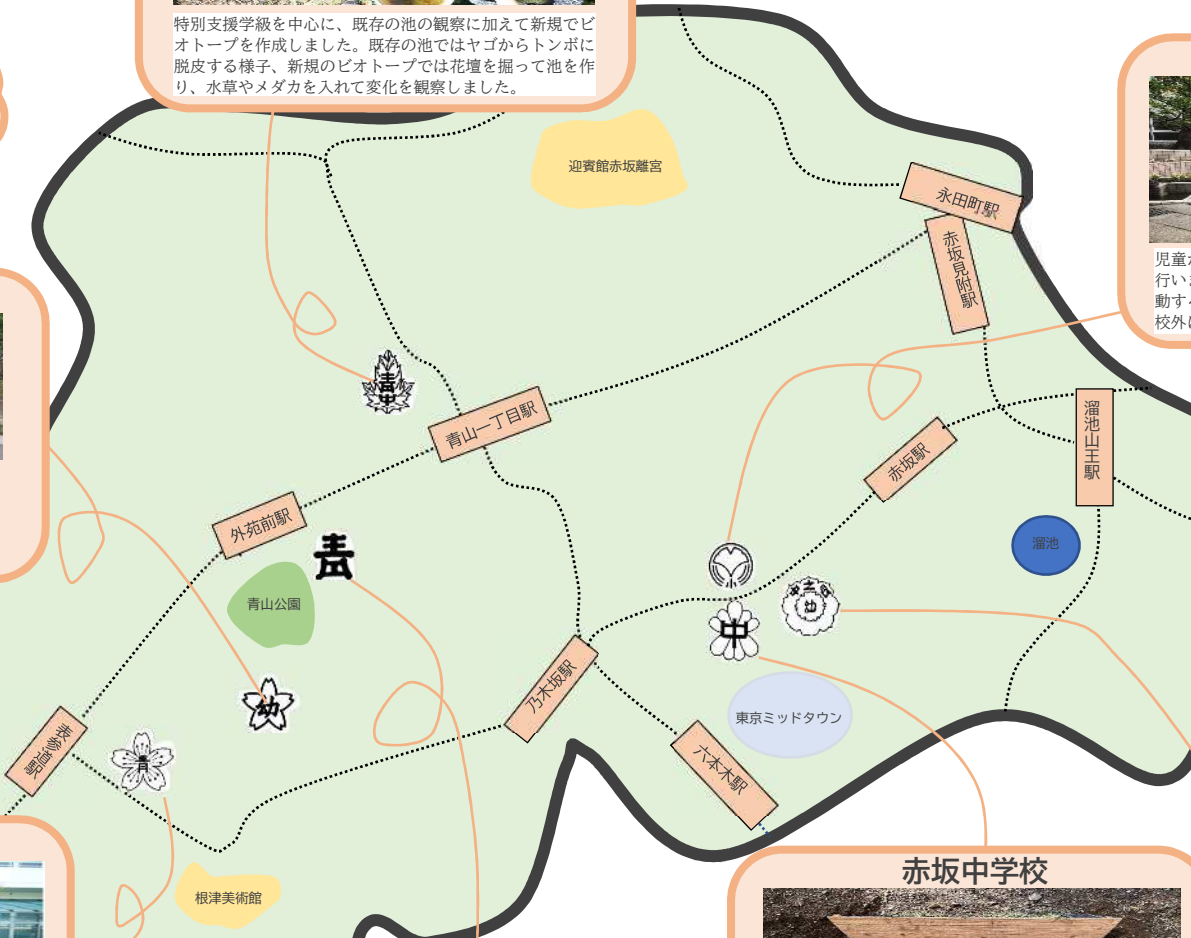 特別支援学級を中心に、既存の池の観察に加えて新規でビ
オトープを作成しました。既存の池ではヤゴからトンボに
脱皮する様子、新規のビオトープでは花壇を掘って池を作
り、水草やメダカを入れて変化を観察しました。
迎賓館赤坂離宮
永田町駅
赤坂見附駅
児童
行い
動す
校外
青中
青山一丁目駅
溜池山王駅
赤坂駅
外苑前駅
青
溜池
青山公園
幼
中
幼
乃木坂駅
東京ミッドタウン
表参道駅
青
六本木駅
根津美術館
赤坂中学校